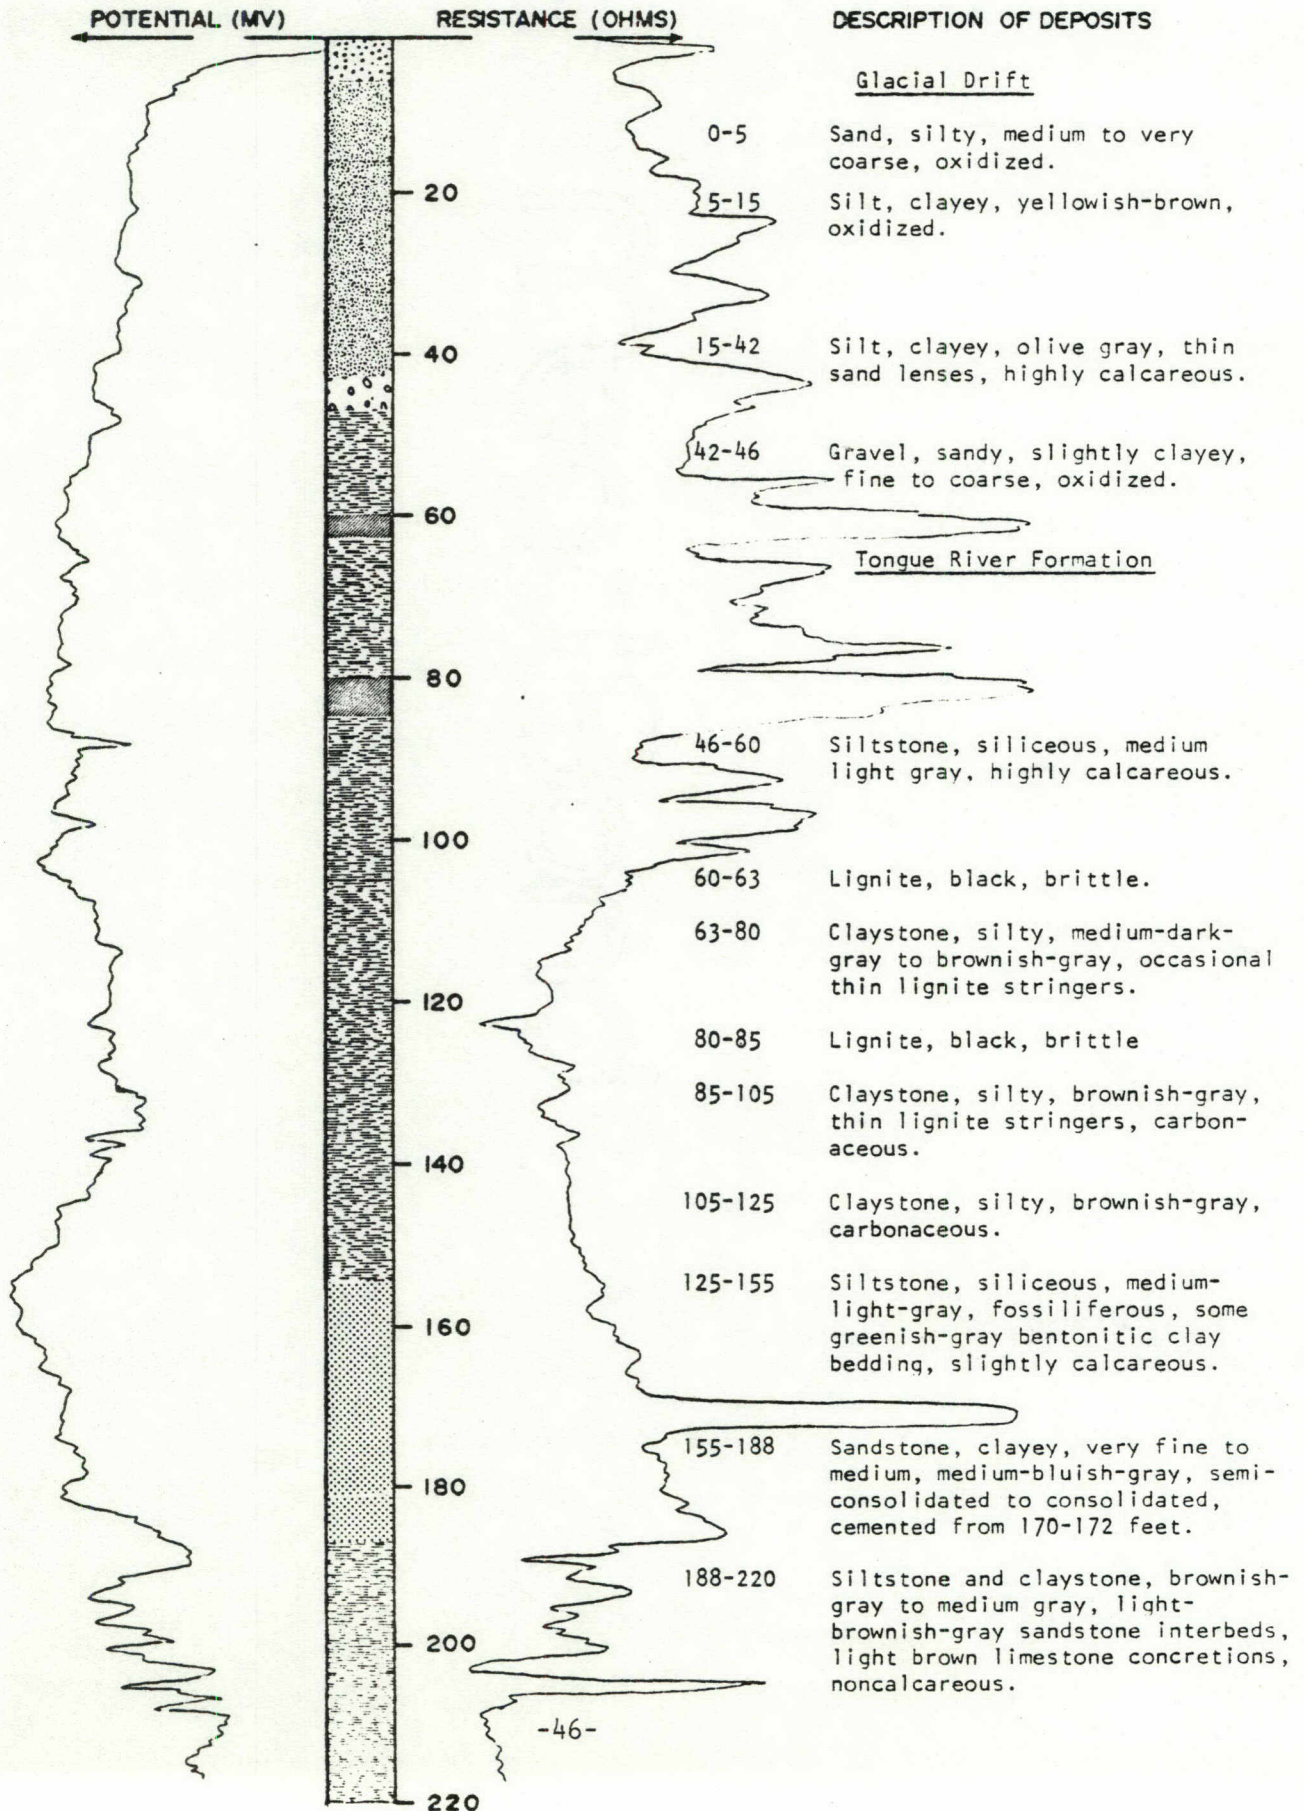 POTENTIAL (MV) RESISTANCE (OHMS) DESCRIPTION OF DEPOSITS
Glacial Drift
0-5 Sand, silty, medium to very
coarse, oxidized.
20
5-15 Silt, clayey, yellowish-brown,
oxidized.
40
15-42 Silt, clayey, olive gray, thin
sand lenses, highly calcareous.
42-46 Gravel, sandy, slightly clayey,
fine to coarse, oxidized.
60
Tongue River Formation
80
46-60 Siltstone, siliceous, medium
light gray, highly calcareous.
100
60-63 Lignite, black, brittle.
63-80 Claystone, silty, medium-dark-
gray to brownish-gray, occasional
thin lignite stringers.
120
80-85 Lignite, black, brittle
85-105 Claystone, silty, brownish-gray,
thin lignite stringers, carbon-
aceous.
140
105-125 Claystone, silty, brownish-gray,
carbonaceous.
125-155 Siltstone, siliceous, medium-
light-gray, fossiliferous, some
greenish-gray bentonitic clay
bedding, slightly calcareous.
160
155-188 Sandstone, clayey, very fine to
medium, medium-bluish-gray, semi-
consolidated to consolidated,
cemented from 170-172 feet.
180
188-220 Siltstone and claystone, brownish-
gray to medium gray, light-
brownish-gray sandstone interbeds,
light brown limestone concretions,
noncalcareous.
200
-46-
220